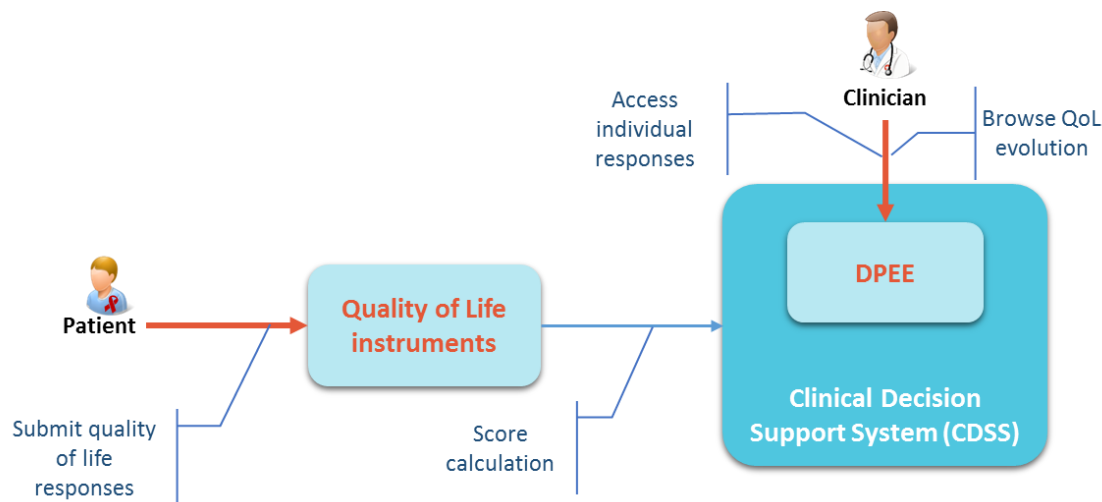 Clinician
Access
individual
responses
Browse QoL
evolution
DPEE
Patient
Quality of Life
instruments
Clinical Decision
Support System (CDSS)
Submit quality
of life
responses
Score
calculation